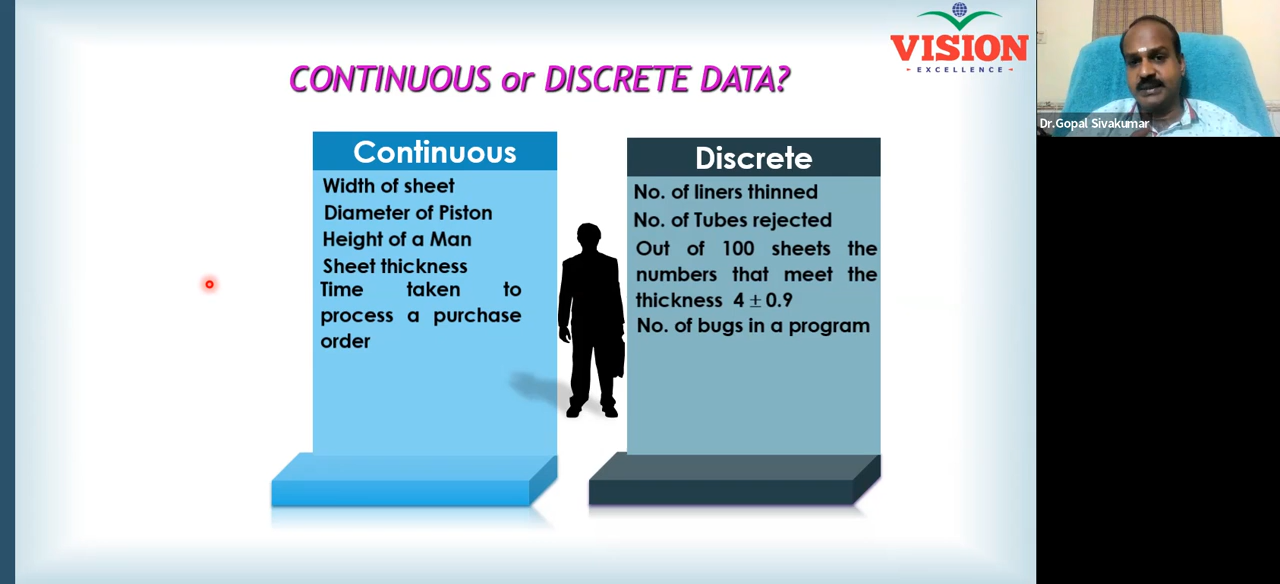 VISION
- EXCELLENCE -
CONTINUOUS or DISCRETE DATA?
Continuous
Width of sheet
Diameter of Piston
Height of a Man
Sheet thickness
Time taken to
process a purchase
order
Discrete
No. of liners thinned
No. of Tubes rejected
Out of 100 sheets the
numbers that meet the
thickness 4 ± 0.9
No. of bugs in a program
Dr.Gopal Sivakumar